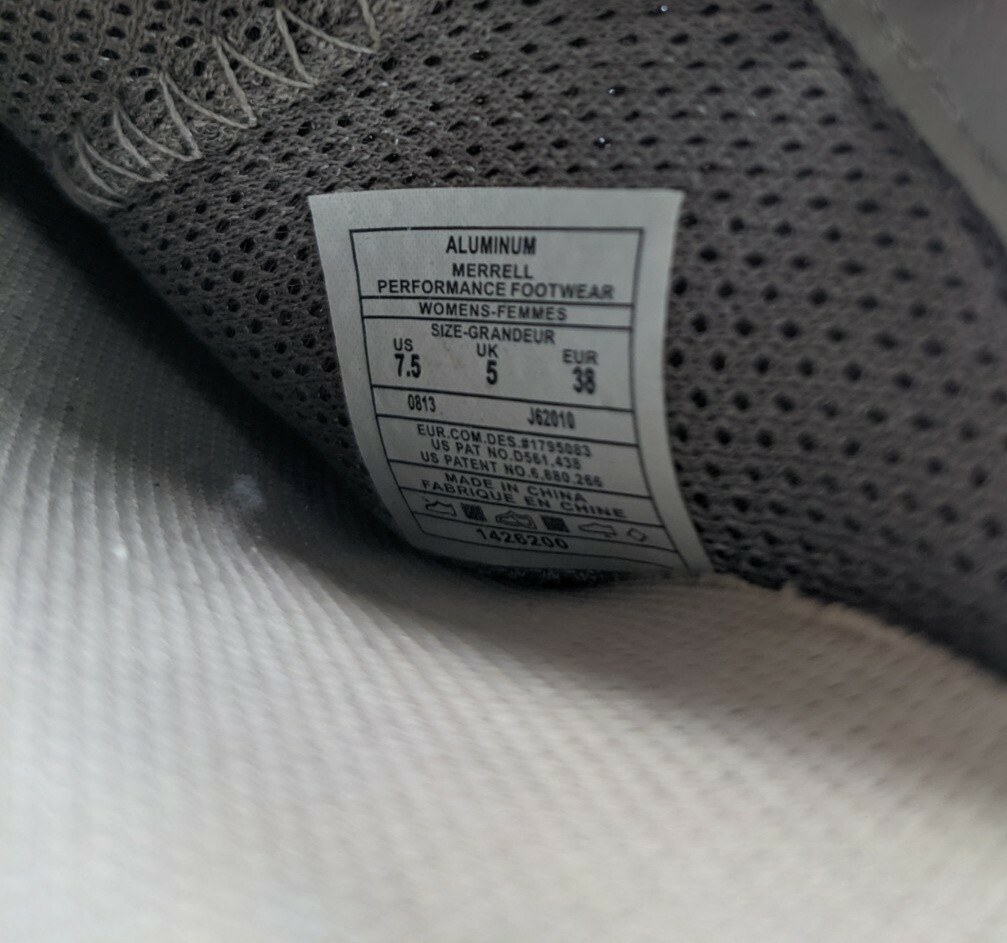 ALUMINUM
MERRELL
PERFORMANCE FOOTWEAR
WOMENS-FEMMES
SIZE-GRANDEUR
US UK EUR
7.5 5 38
0813 J62010
EUR.COM.DES.#1795083
US PAT NO.D561,438
US PATENT NO.6,880,266
MADE IN CHINA
FABRIQUE EN CHINE
1426200